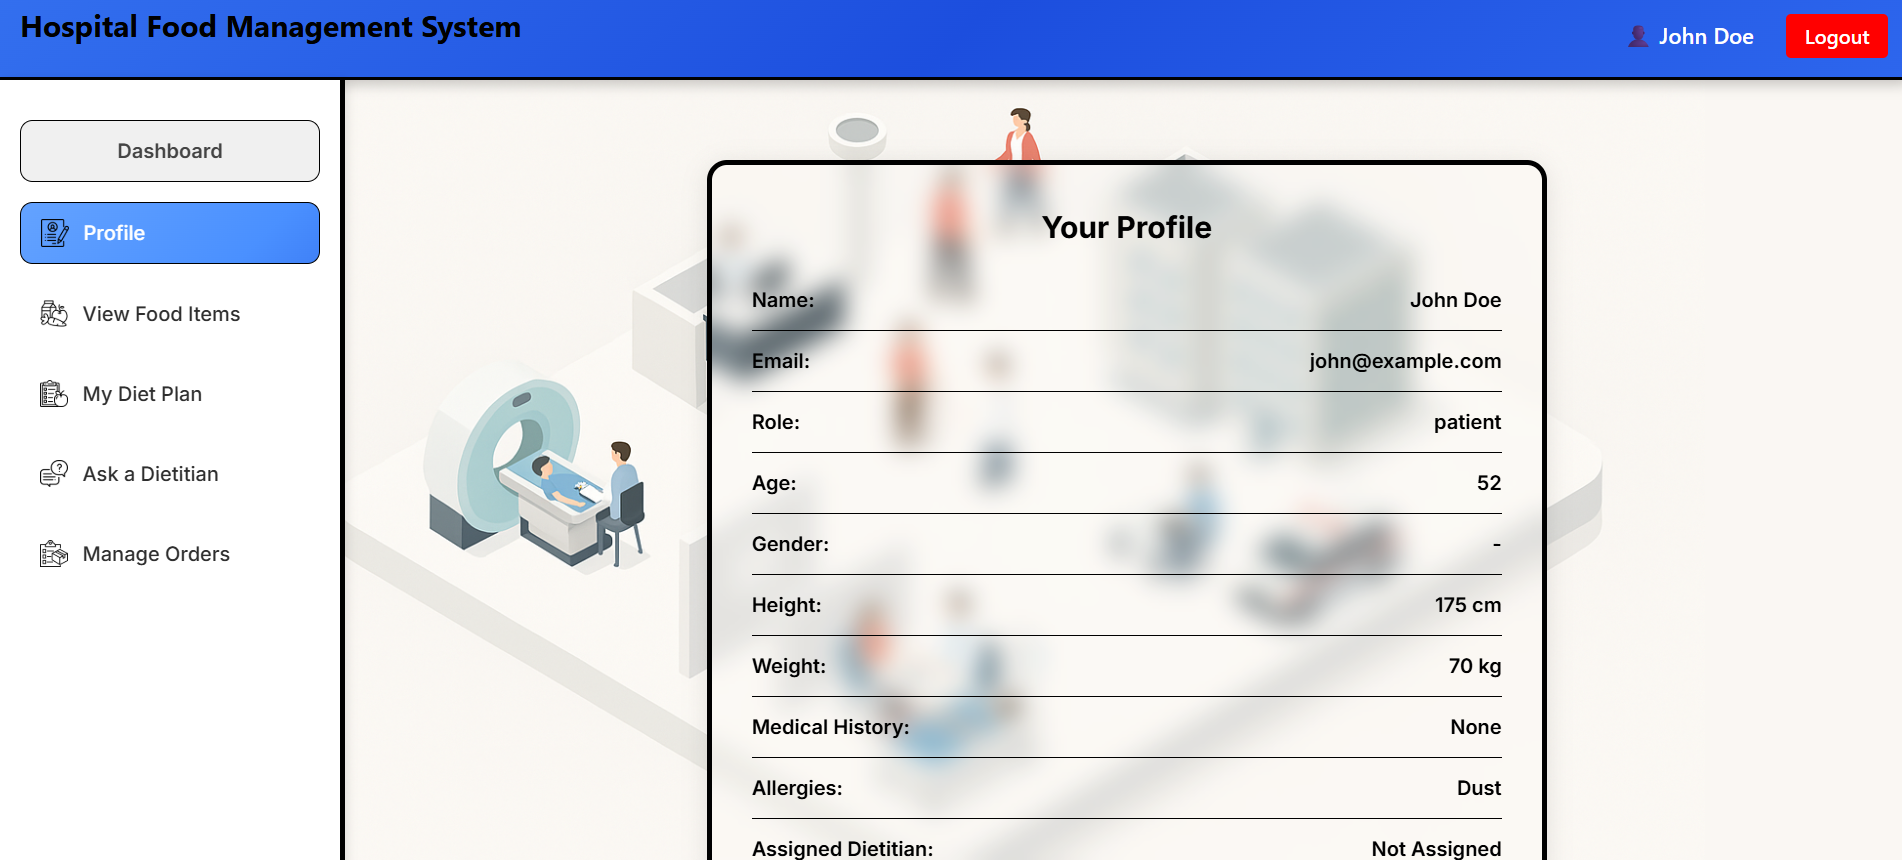 Hospital Food Management System
John Doe
Logout
Dashboard
Profile
View Food Items
My Diet Plan
Ask a Dietitian
Manage Orders
Your Profile
Name: John Doe
Email: john@example.com
Role: patient
Age: 52
Gender: -
Height: 175 cm
Weight: 70 kg
Medical History: None
Allergies: Dust
Assigned Dietitian: Not Assigned